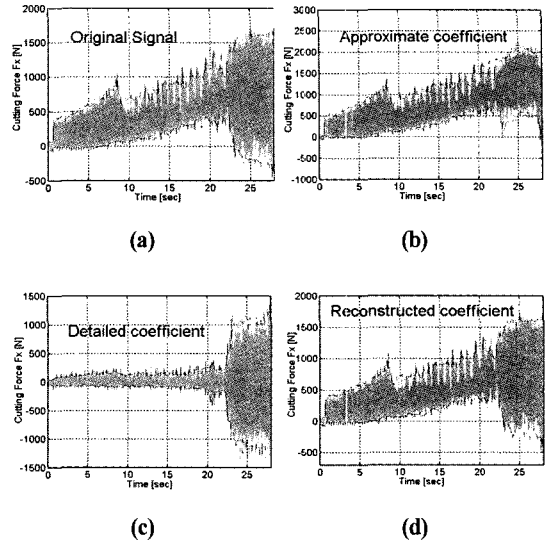 2000
1500
1000
500
0
-500
Cutting Force Fx [N]
Original Signal
0 5 10 15 20 25
Time [sec]
(a)
3000
2500
2000
1500
1000
500
0
-500
-1000
Cutting Force Fx [N]
Approximate coefficient
0 5 10 15 20 25
Time [sec]
(b)
1500
1000
500
0
-500
-1000
-1500
Cutting Force Fx [N]
Detailed coefficient
0 5 10 15 20 25
Time [sec]
(c)
2000
1500
1000
500
0
-500
Cutting Force Fx [N]
Reconstructed coefficient
0 5 10 15 20 25
Time [sec]
(d)